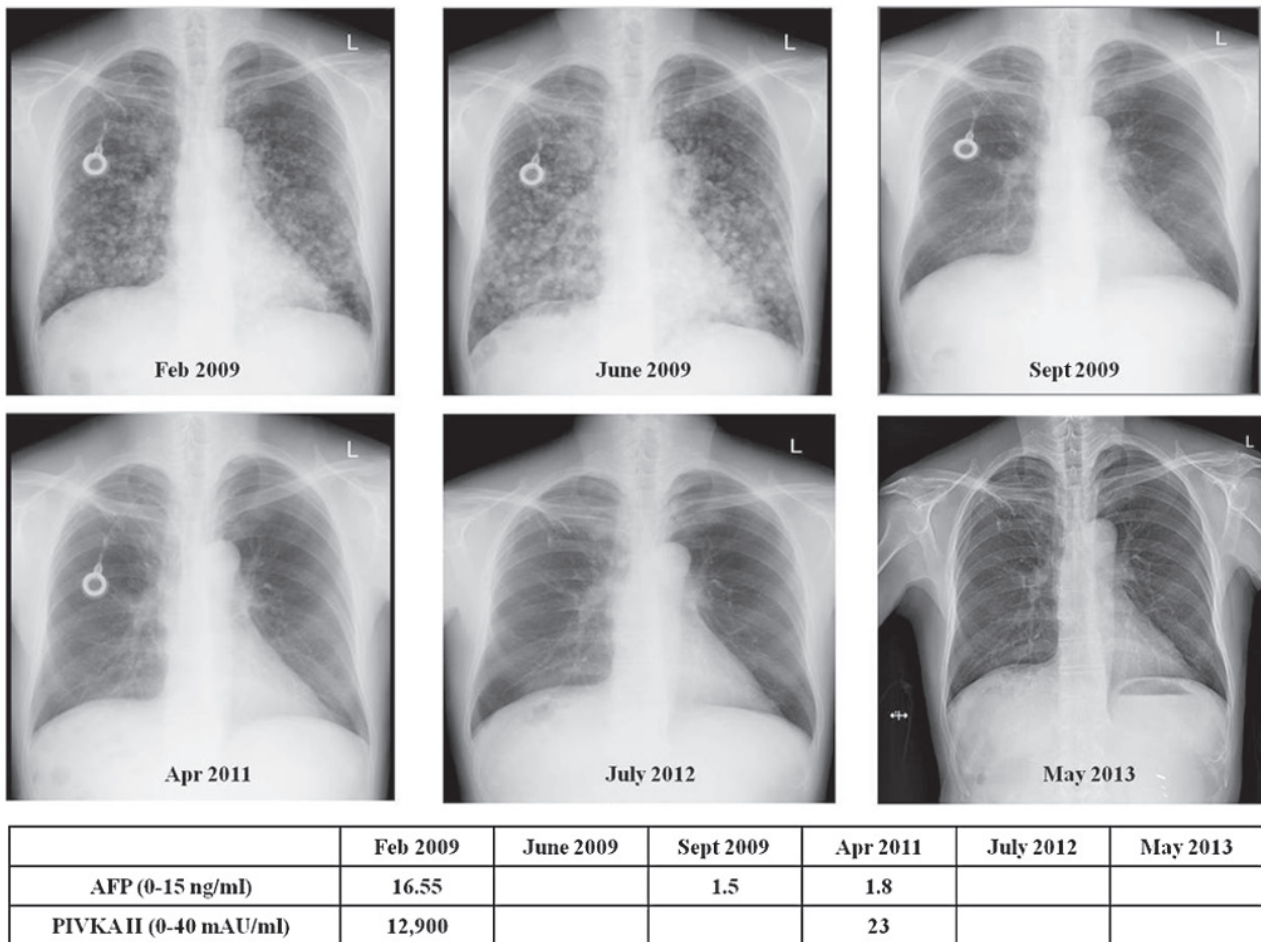 L
L
L
Feb 2009
June 2009
Sept 2009
L
L
L
Apr 2011
July 2012
May 2013
Feb 2009 June 2009 Sept 2009 Apr 2011 July 2012 May 2013
AFP (0-15 ng/ml) 16.55 1.5 1.8
PIVKA II (0-40 mAU/ml) 12,900 23